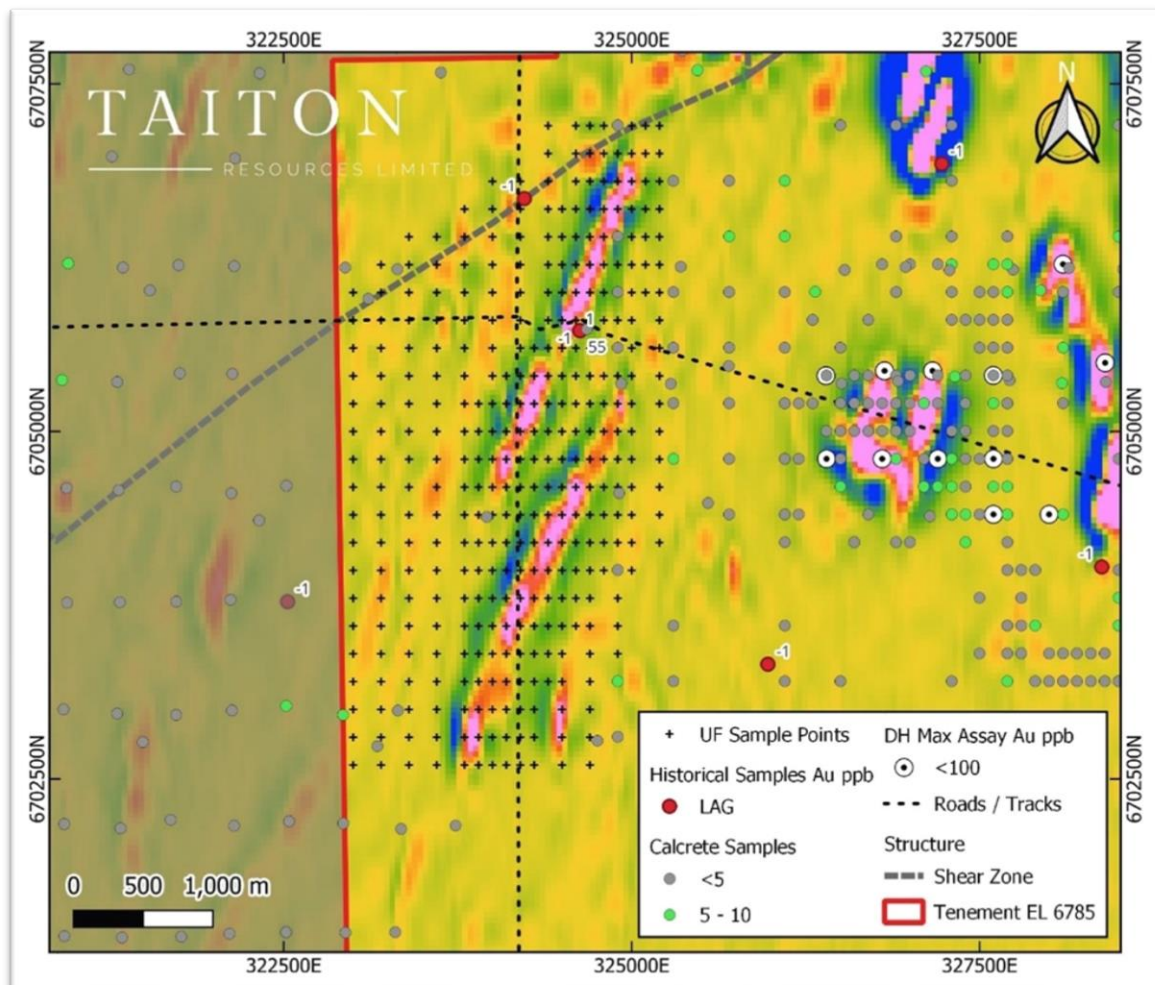 322500E 325000E 327500E
6707500N
6707500N
TAITON
RESOURCES LIMITED
N
-1
-1
1
-1
55
6705000N
6705000N
-1
-1
-1
6702500N
6702500N
UF Sample Points
Historical Samples Au ppb
LAG
Calcrete Samples
<5
5 - 10
DH Max Assay Au ppb
<100
Roads / Tracks
Structure
Shear Zone
Tenement EL 6785
0 500 1,000 m
322500E 325000E 327500E